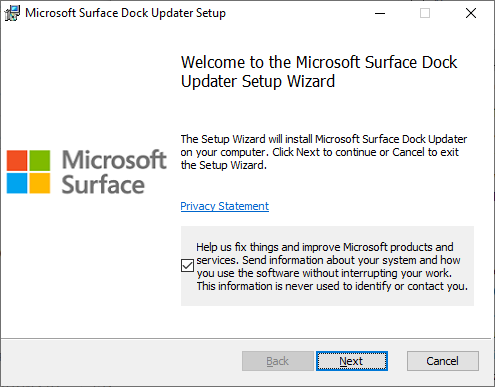 Microsoft Surface Dock Updater Setup
Welcome to the Microsoft Surface Dock
Updater Setup Wizard
Microsoft
Surface
The Setup Wizard will install Microsoft Surface Dock Updater
on your computer. Click Next to continue or Cancel to exit
the Setup Wizard.
Privacy Statement
Help us fix things and improve Microsoft products and
services. Send information about your system and how
you use the software without interrupting your work.
This information is never used to identify or contact you.
Back
Next
Cancel